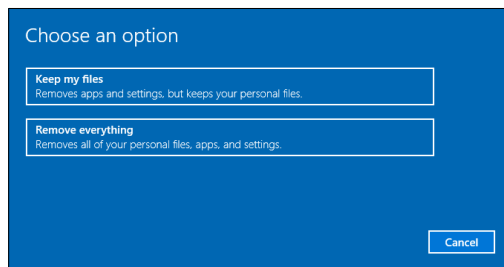 Choose an option
Keep my files
Removes apps and settings, but keeps your personal files.
Remove everything
Removes all of your personal files, apps, and settings.
Cancel